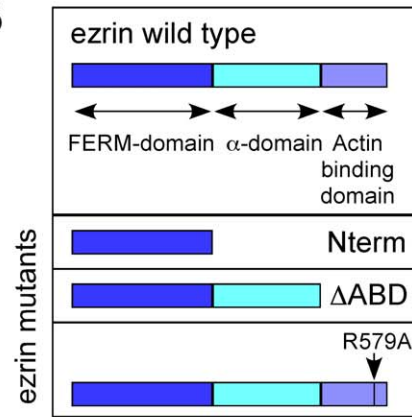 ezrin wild type
FERM-domain α-domain Actin
binding
domain
ezrin mutants
Nterm
ΔABD
R579A